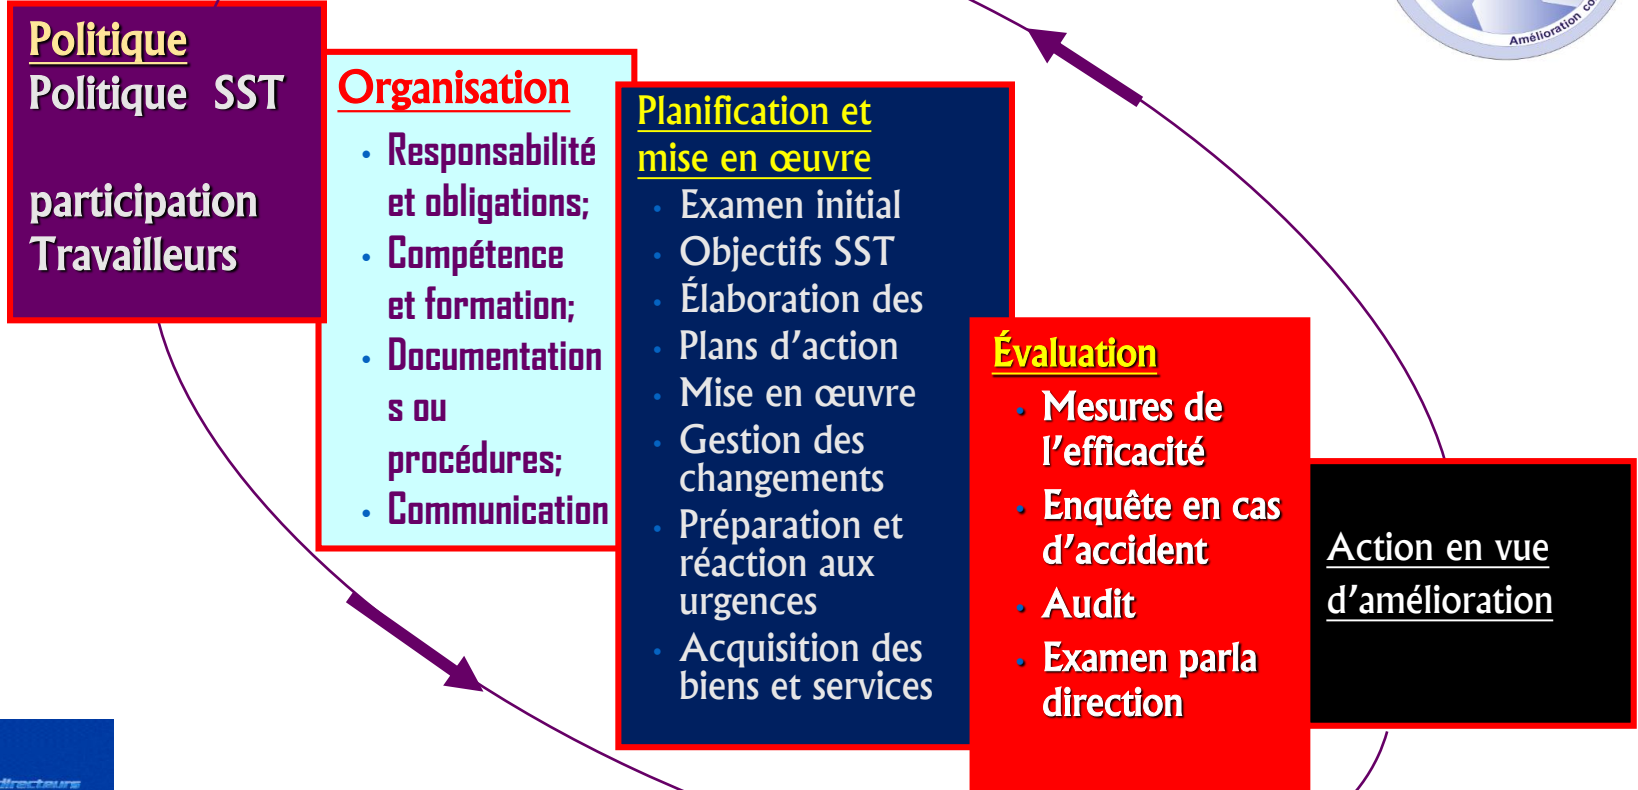 Politique
Politique SST
participation
Travailleurs
Organisation
• Responsabilité
et obligations;
• Compétence
et formation;
• Documentation
s ou
procédures;
• Communication
Planification et
mise en œuvre
• Examen initial
• Objectifs SST
• Élaboration des
• Plans d’action
• Mise en œuvre
• Gestion des
changements
• Préparation et
réaction aux
urgences
• Acquisition des
biens et services
Évaluation
• Mesures de
l’efficacité
• Enquête en cas
d’accident
• Audit
• Examen parla
direction
Action en vue
d’amélioration
Amélioration
directeurs